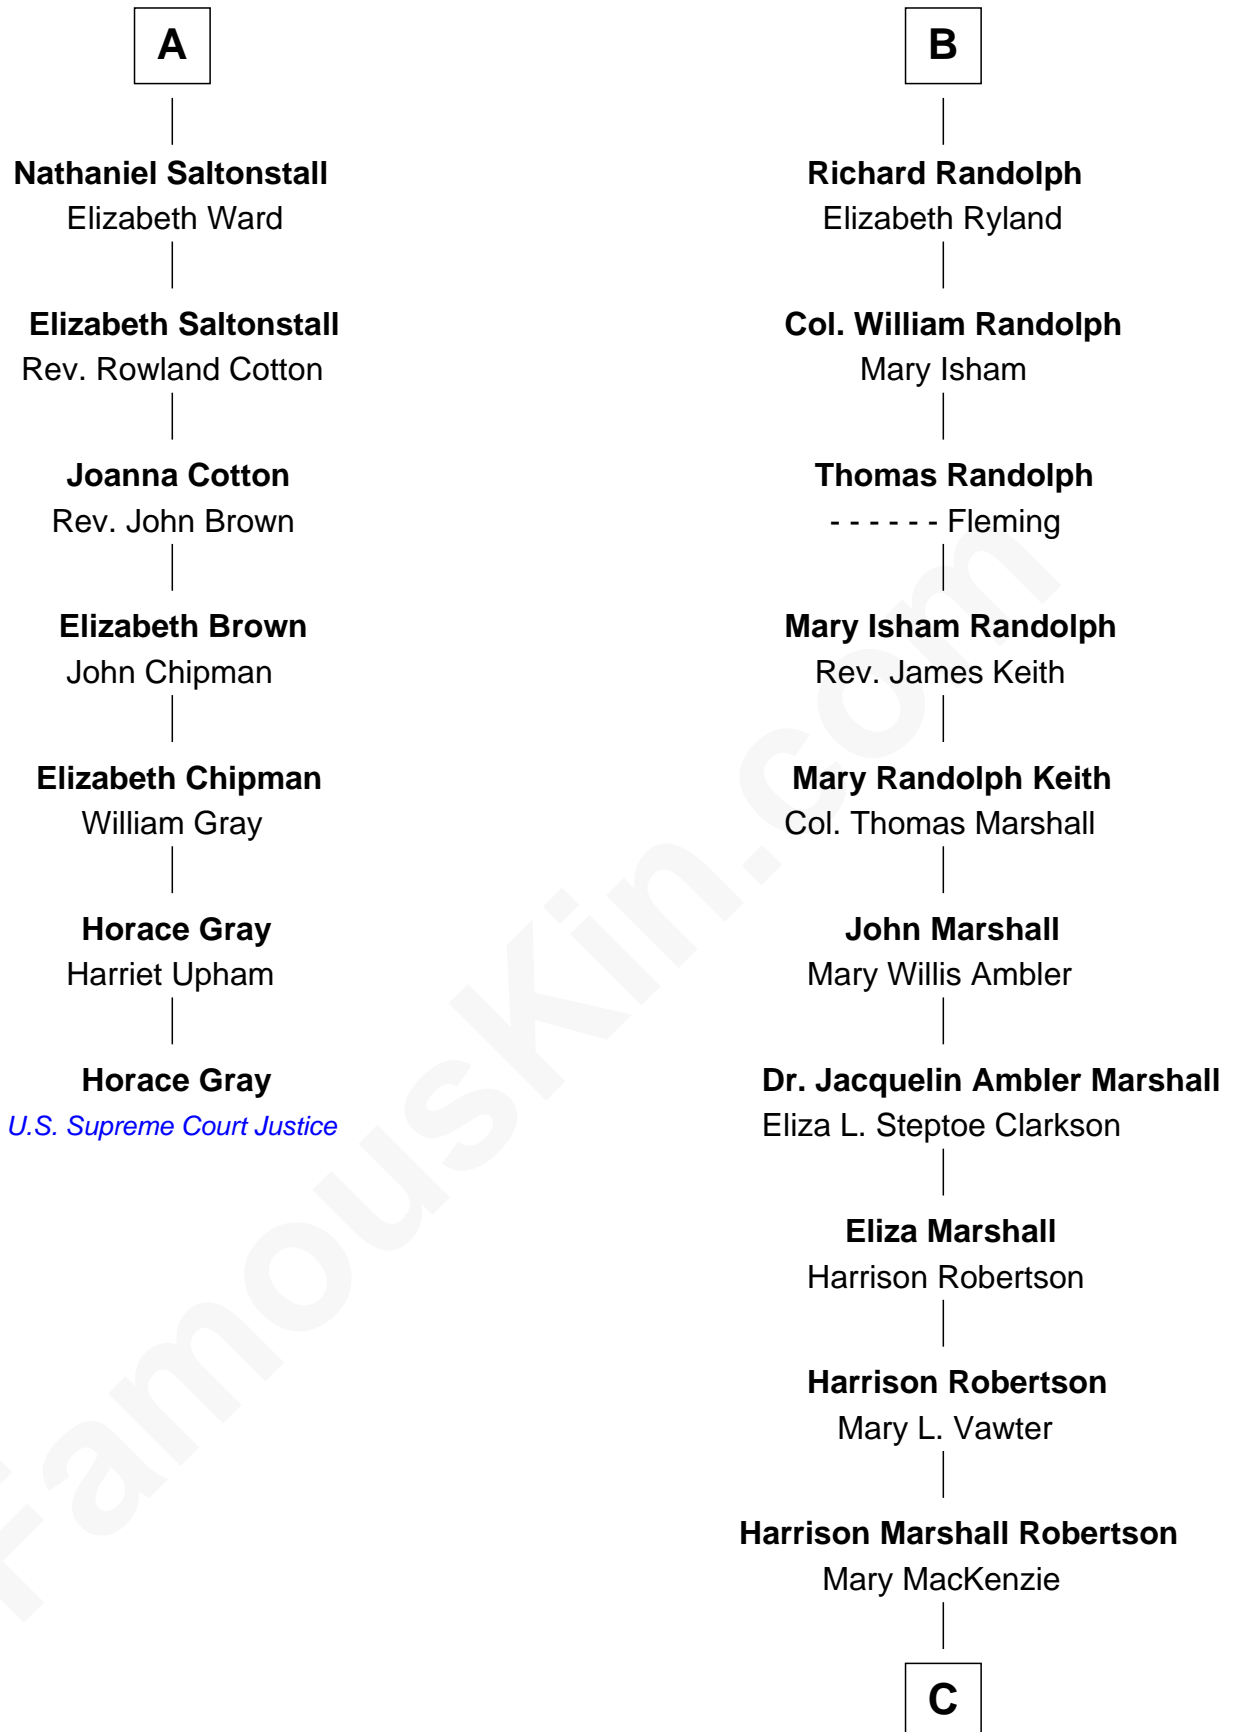 A
Nathaniel Saltonstall
Elizabeth Ward
Elizabeth Saltonstall
Rev. Rowland Cotton
Joanna Cotton
Rev. John Brown
Elizabeth Brown
John Chipman
Elizabeth Chipman
William Gray
Horace Gray
Harriet Upham
Horace Gray
U.S. Supreme Court Justice
B
Richard Randolph
Elizabeth Ryland
Col. William Randolph
Mary Isham
Thomas Randolph
- - - - - - Fleming
Mary Isham Randolph
Rev. James Keith
Mary Randolph Keith
Col. Thomas Marshall
John Marshall
Mary Willis Ambler
Dr. Jacquelin Ambler Marshall
Eliza L. Steptoe Clarkson
Eliza Marshall
Harrison Robertson
Harrison Robertson
Mary L. Vawter
Harrison Marshall Robertson
Mary MacKenzie
C
FamousKin.com